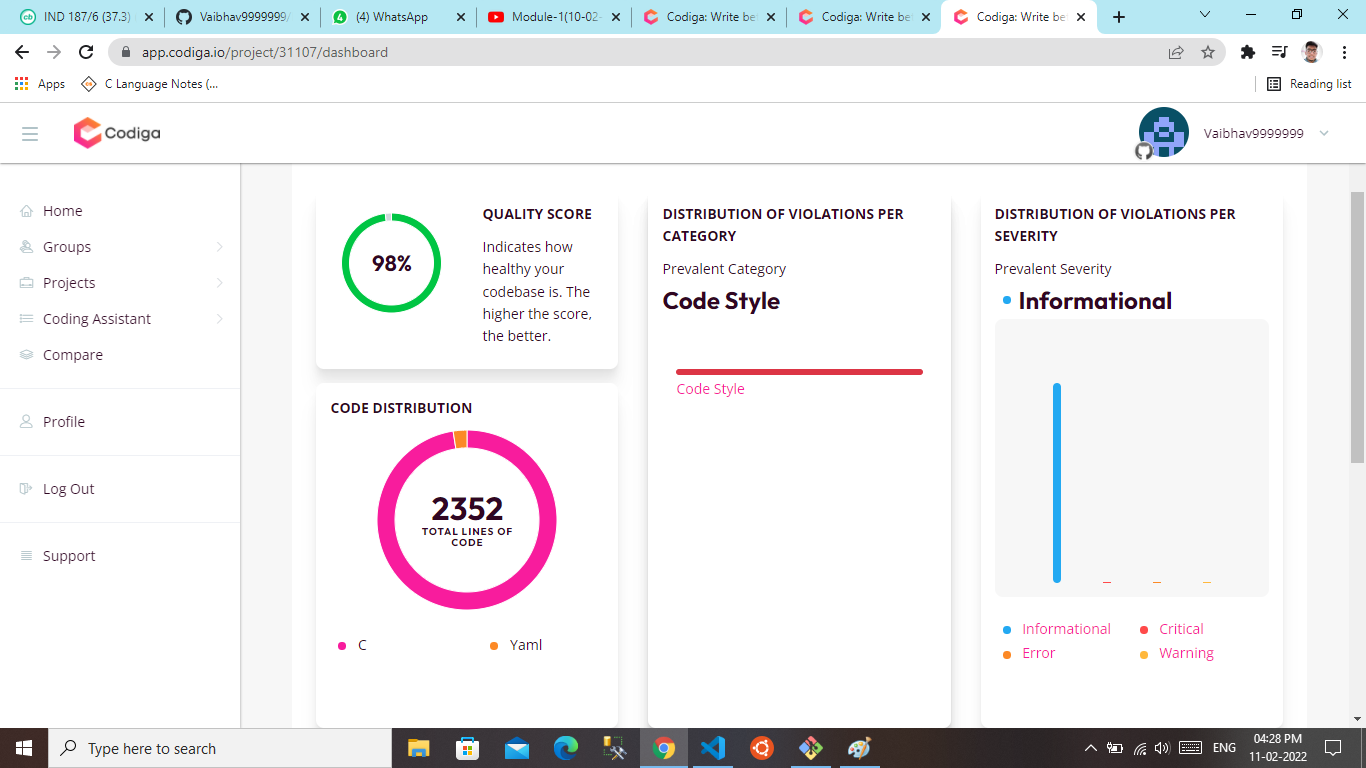 IND 187/6 (37.3)
Vaibhav9999999/
(4) WhatsApp
Module-1(10-02-
Codiga: Write be
Codiga: Write be
Codiga: Write be
app.codiga.io/project/31107/dashboard
Apps
C Language Notes (...
Reading list
Codiga
Vaibhav9999999
Home
Groups
Projects
Coding Assistant
Compare
Profile
Log Out
Support
98%
QUALITY SCORE
Indicates how
healthy your
codebase is. The
higher the score,
the better.
CODE DISTRIBUTION
2352
TOTAL LINES OF
CODE
C
Yaml
DISTRIBUTION OF VIOLATIONS PER
CATEGORY
Prevalent Category
Code Style
Code Style
DISTRIBUTION OF VIOLATIONS PER
SEVERITY
Prevalent Severity
Informational
Informational
Critical
Error
Warning
Type here to search
ENG
04:28 PM
11-02-2022